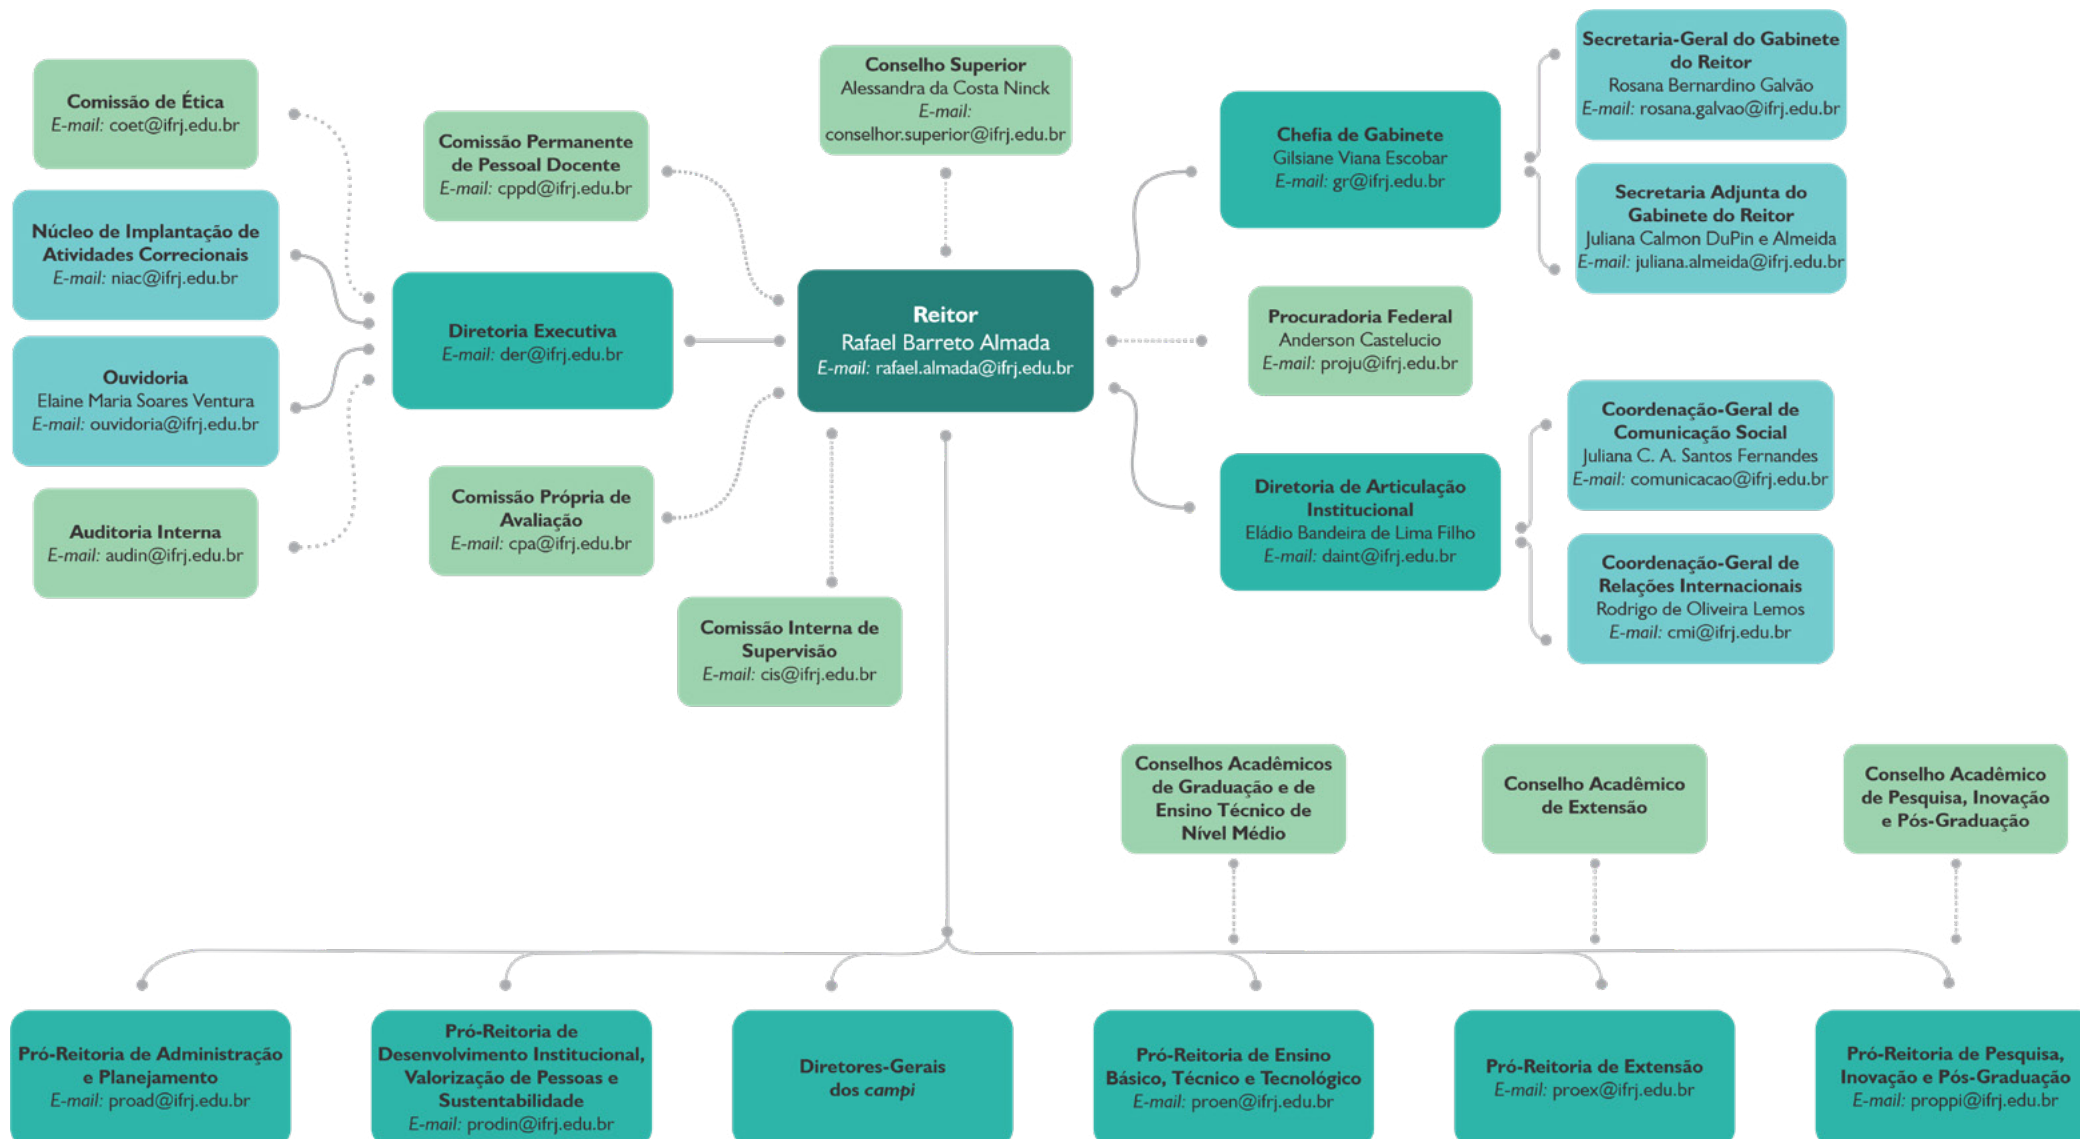 Comissão de Ética
E-mail: coet@ifrj.edu.br
Núcleo de Implantação de
Atividades Correcionais
E-mail: niac@ifrj.edu.br
Ouvidoria
Elaine Maria Soares Ventura
E-mail: ouvidoria@ifrj.edu.br
Auditoria Interna
E-mail: audin@ifrj.edu.br
Comissão Permanente
de Pessoal Docente
E-mail: cppd@ifrj.edu.br
Diretoria Executiva
E-mail: der@ifrj.edu.br
Comissão Própria de
Avaliação
E-mail: cpa@ifrj.edu.br
Conselho Superior
Alessandra da Costa Ninck
E-mail:
conselhor.superior@ifrj.edu.br
Reitor
Rafael Barreto Almada
E-mail: rafael.almada@ifrj.edu.br
Comissão Interna de
Supervisão
E-mail: cis@ifrj.edu.br
Chefia de Gabinete
Gilsiane Viana Escobar
E-mail: gr@ifrj.edu.br
Procuradoria Federal
Anderson Castelucio
E-mail: proju@ifrj.edu.br
Diretoria de Articulação
Institucional
Eládio Bandeira de Lima Filho
E-mail: daint@ifrj.edu.br
Secretaria-Geral do Gabinete
do Reitor
Rosana Bernardino Galvão
E-mail: rosana.galvao@ifrj.edu.br
Secretaria Adjunta do
Gabinete do Reitor
Juliana Calmon DuPin e Almeida
E-mail: juliana.almeida@ifrj.edu.br
Coordenação-Geral de
Comunicação Social
Juliana C. A. Santos Fernandes
E-mail: comunicacao@ifrj.edu.br
Coordenação-Geral de
Relações Internacionais
Rodrigo de Oliveira Lemos
E-mail: cmi@ifrj.edu.br
Conselhos Acadêmicos
de Graduação e de
Ensino Técnico de
Nível Médio
Conselho Acadêmico
de Extensão
Conselho Acadêmico
de Pesquisa, Inovação
e Pós-Graduação
Pró-Reitoria de Administração
e Planejamento
E-mail: proad@ifrj.edu.br
Pró-Reitoria de
Desenvolvimento Institucional,
Valorização de Pessoas e
Sustentabilidade
E-mail: prodin@ifrj.edu.br
Diretores-Gerais
dos campi
Pró-Reitoria de Ensino
Básico, Técnico e Tecnológico
E-mail: proen@ifrj.edu.br
Pró-Reitoria de Extensão
E-mail: proex@ifrj.edu.br
Pró-Reitoria de Pesquisa,
Inovação e Pós-Graduação
E-mail: proppi@ifrj.edu.br